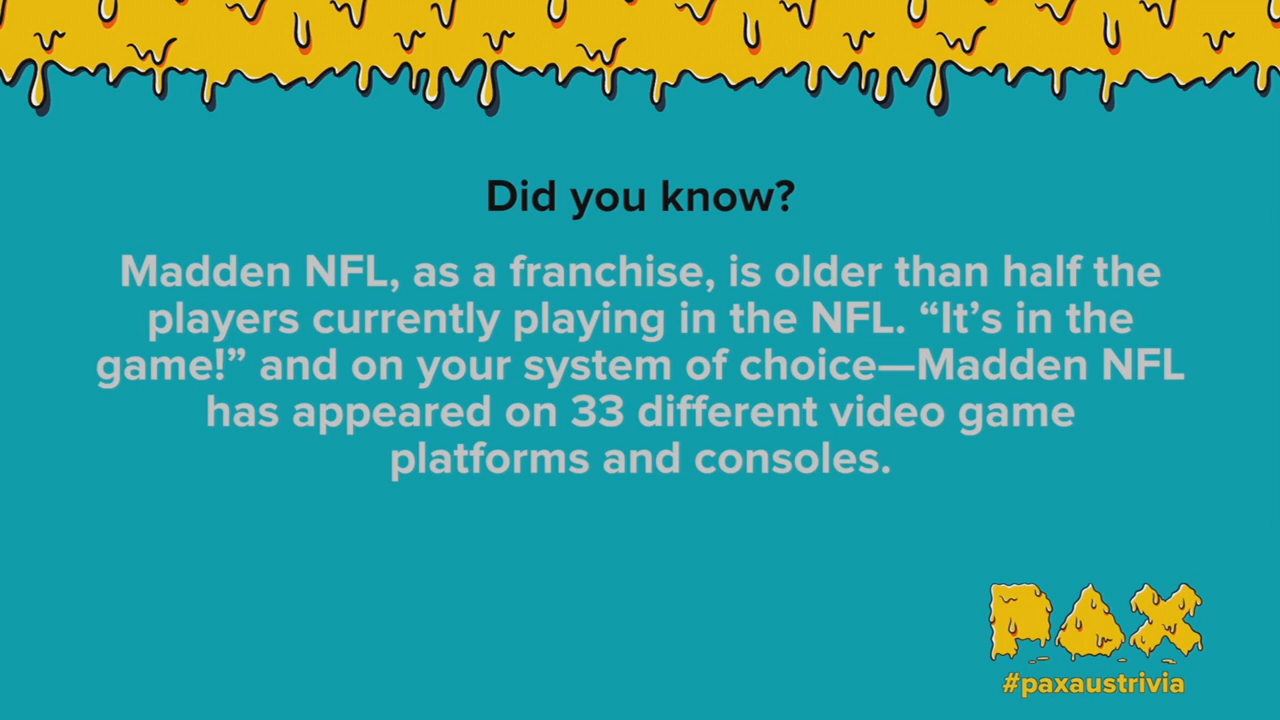 Did you know?
Madden NFL, as a franchise, is older than half the
players currently playing in the NFL. “It’s in the
game!” and on your system of choice—Madden NFL
has appeared on 33 different video game
platforms and consoles.
PAX
#paxaustrivia